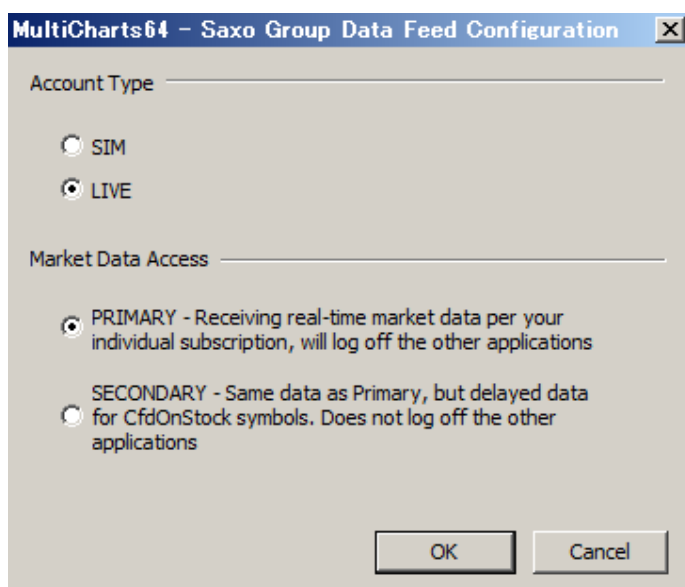 MultiCharts64 - Saxo Group Data Feed Configuration
Account Type
SIM
LIVE
Market Data Access
PRIMARY - Receiving real-time market data per your
individual subscription, will log off the other applications
SECONDARY - Same data as Primary, but delayed data
for CfdOnStock symbols. Does not log off the other
applications
OK Cancel